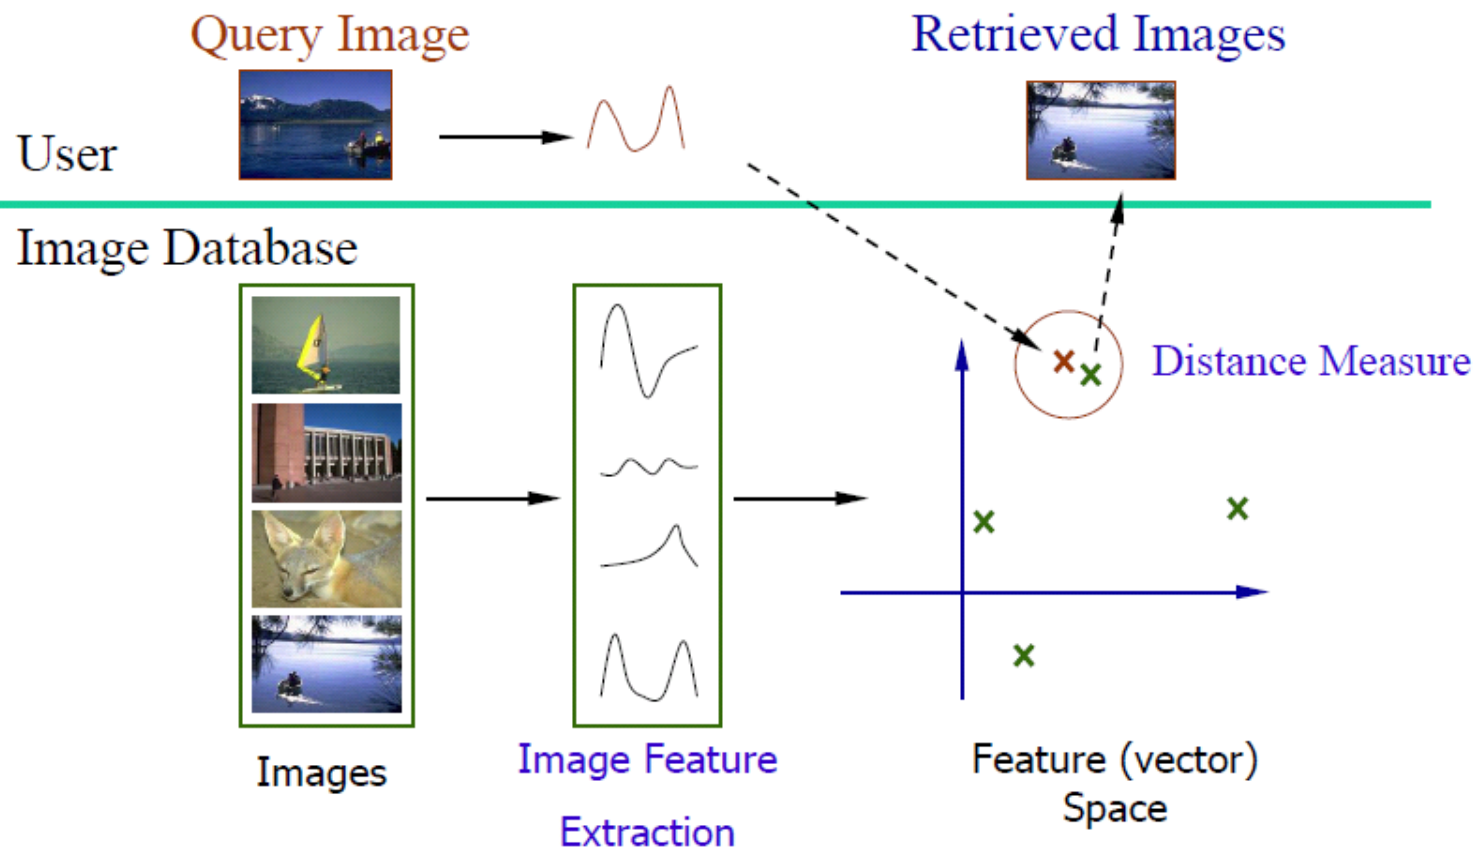 Query Image
Retrieved Images
User
Image Database
Distance Measure
Images
Image Feature
Extraction
Feature (vector)
Space